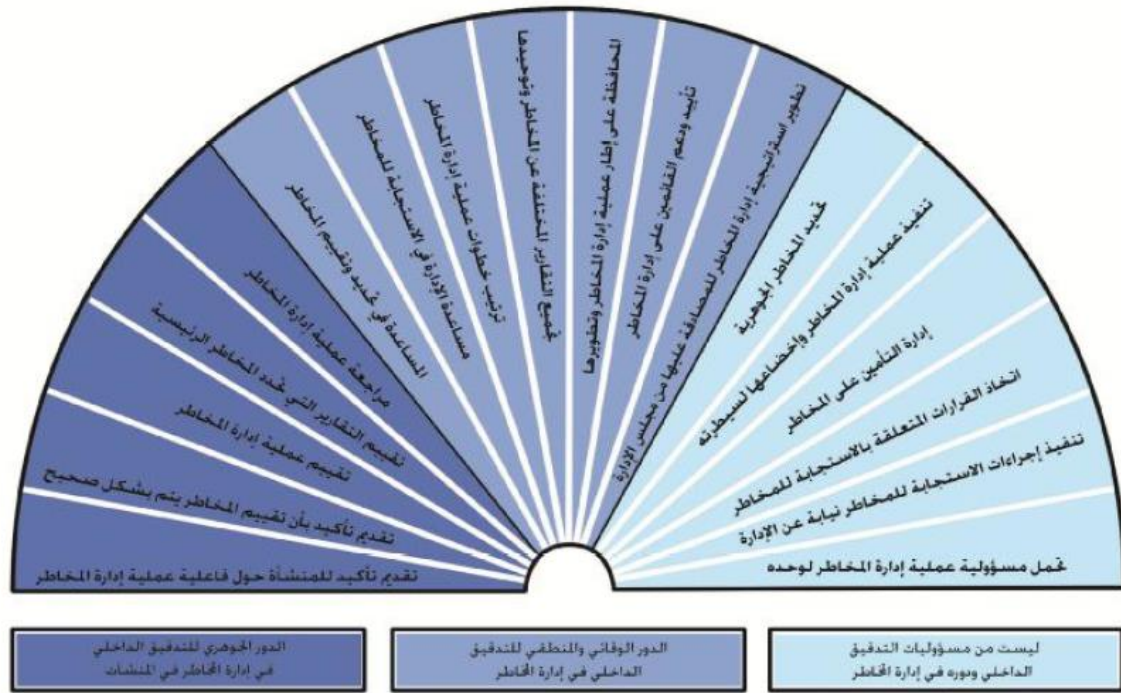 تقديم تأكيد للمنشأة حول فاعلية عملية إدارة المخاطر
تقديم تأكيد بأن تقييم المخاطر يتم بشكل صحيح
تقييم عملية إدارة المخاطر
تقييم التقارير التي تحدد المخاطر الرئيسية
مراجعة عملية إدارة المخاطر
المساعدة في تحديد وتقييم المخاطر
مساعدة الإدارة في الاستجابة للمخاطر
ترتيب خطوات عملية إدارة المخاطر
تجميع التقارير المختلفة عن المخاطر وتوحيدها
المحافظة على إطار عملية إدارة المخاطر وتطويرها
تأييد ودعم القائمين على إدارة المخاطر
تطوير استراتيجية إدارة المخاطر للمصادقة عليها من مجلس الإدارة
تحديد المخاطر الجوهرية
تنفيذ عملية إدارة المخاطر وإخضاعها لسيطرته
إدارة التأمين على المخاطر
اتخاذ القرارات المتعلقة بالاستجابة للمخاطر
تنفيذ إجراءات الاستجابة للمخاطر نيابة عن الإدارة
تحمل مسؤولية عملية إدارة المخاطر لوحده
ليست من مسؤوليات التدقيق
الداخلي ودوره في إدارة المخاطر
الدور الوقائي والمنطقي للتدقيق
الداخلي في إدارة المخاطر
الدور الجوهري للتدقيق الداخلي
في إدارة المخاطر في المنشآت